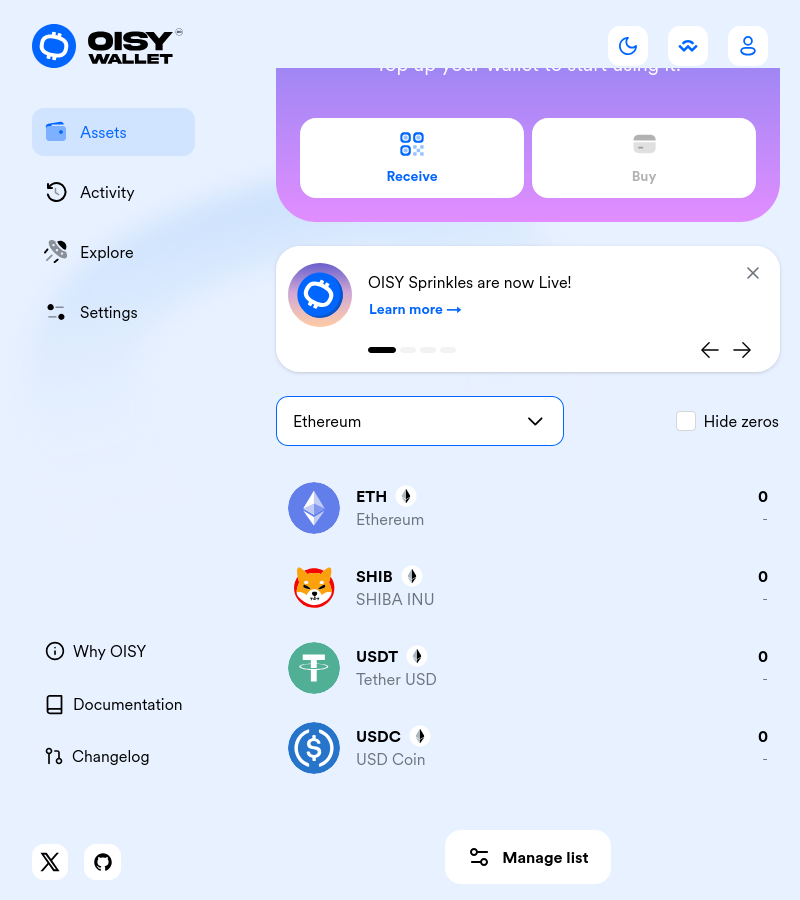 OISY
WALLET
Top up your wallet to start using it!
Assets
Activity
Explore
Settings
Receive
Buy
OISY Sprinkles are now Live!
Learn more →
Ethereum
Hide zeros
ETH
0
Ethereum
-
SHIB
0
SHIBA INU
-
USDT
0
Tether USD
-
USDC
0
USD Coin
-
Why OISY
Documentation
Changelog
Manage list